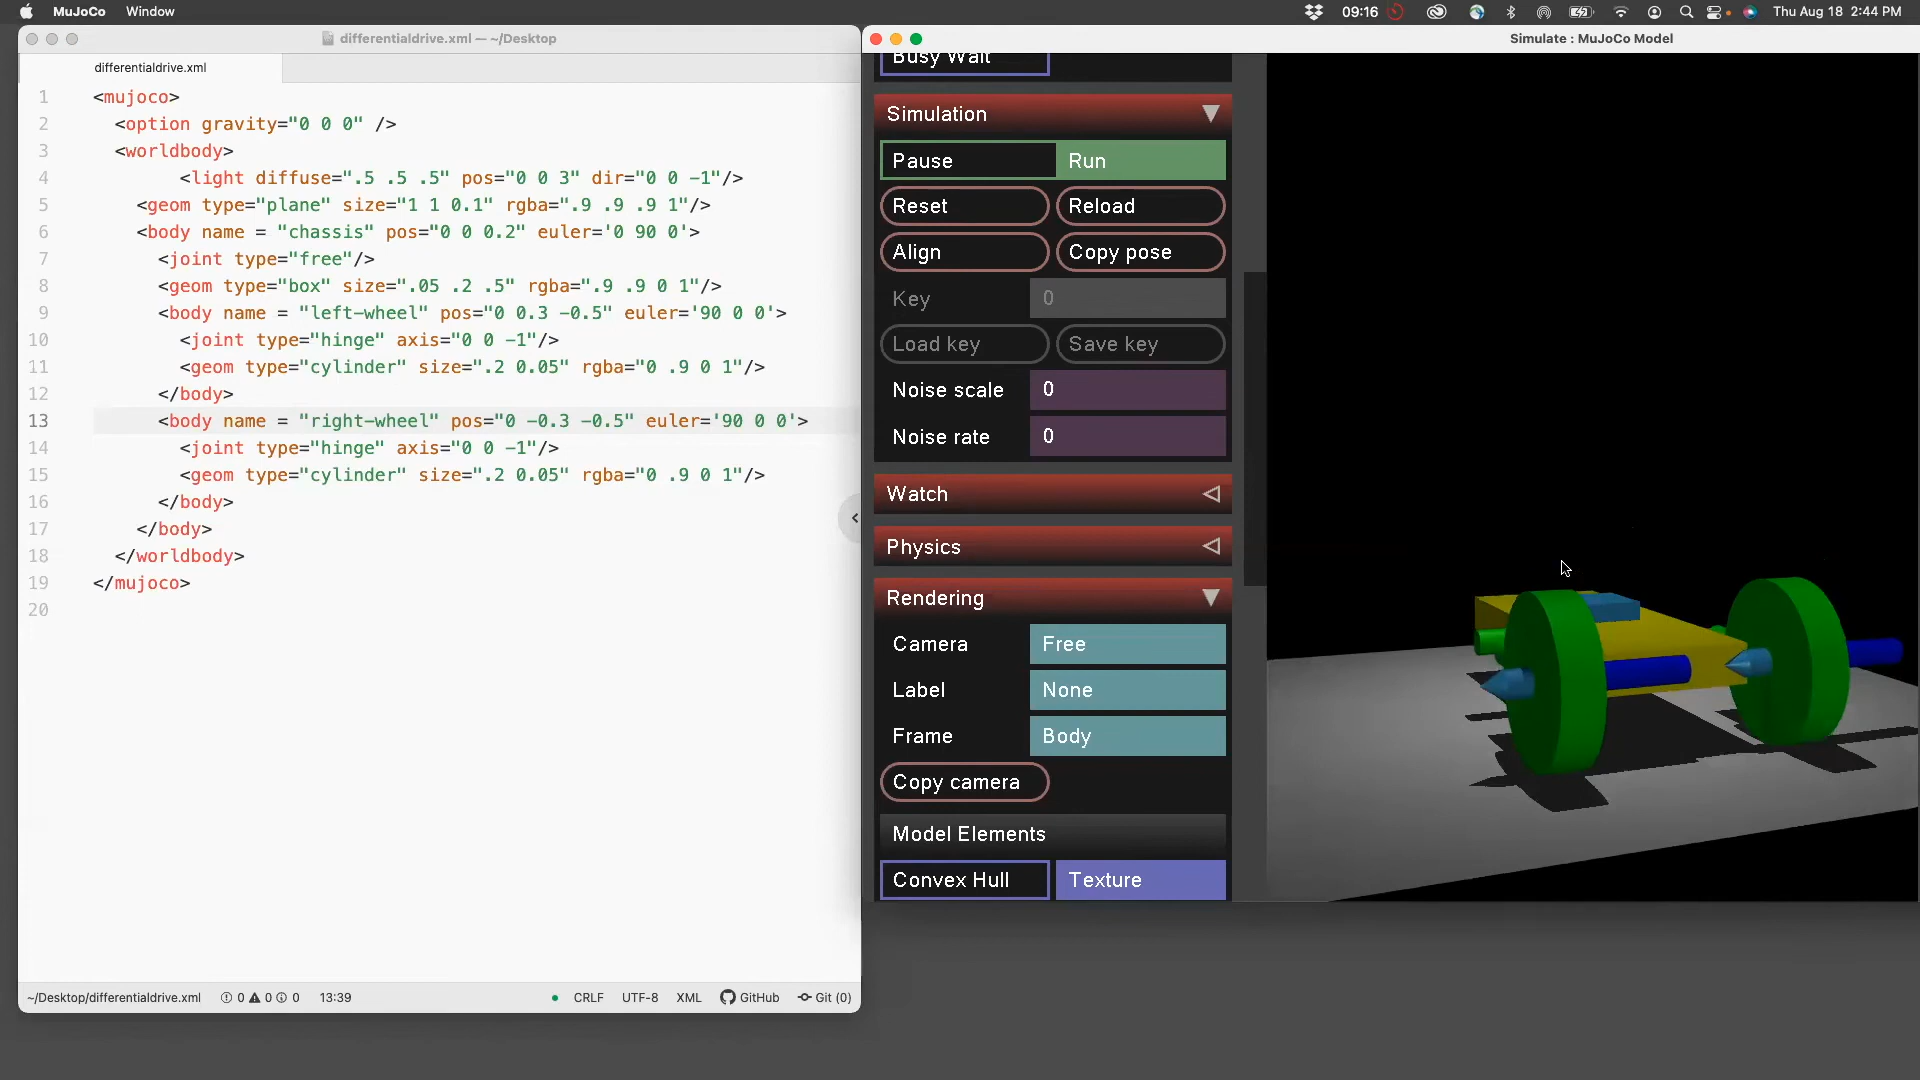 MuJoCo Window 09:16 Thu Aug 18 2:44 PM
differentialdrive.xml — ~/Desktop
differentialdrive.xml
1 <mujoco>
2 <option gravity="0 0 0" />
3 <worldbody>
4 <light diffuse=".5 .5 .5" pos="0 0 3" dir="0 0 -1"/>
5 <geom type="plane" size="1 1 0.1" rgba=".9 .9 .9 1"/>
6 <body name = "chassis" pos="0 0 0.2" euler='0 90 0'>
7 <joint type="free"/>
8 <geom type="box" size=".05 .2 .5" rgba=".9 .9 0 1"/>
9 <body name = "left-wheel" pos="0 0.3 -0.5" euler='90 0 0'>
10 <joint type="hinge" axis="0 0 -1"/>
11 <geom type="cylinder" size=".2 0.05" rgba="0 .9 0 1"/>
12 </body>
13 <body name = "right-wheel" pos="0 -0.3 -0.5" euler='90 0 0'>
14 <joint type="hinge" axis="0 0 -1"/>
15 <geom type="cylinder" size=".2 0.05" rgba="0 .9 0 1"/>
16 </body>
17 </body>
18 </worldbody>
19 </mujoco>
20
~/Desktop/differentialdrive.xml 0 0 0 13:39 CRLF UTF-8 XML GitHub Git (0)
Simulate : MuJoCo Model
Busy Wait
Simulation
Pause Run
Reset Reload
Align Copy pose
Key 0
Load key Save key
Noise scale 0
Noise rate 0
Watch
Physics
Rendering
Camera Free
Label None
Frame Body
Copy camera
Model Elements
Convex Hull Texture